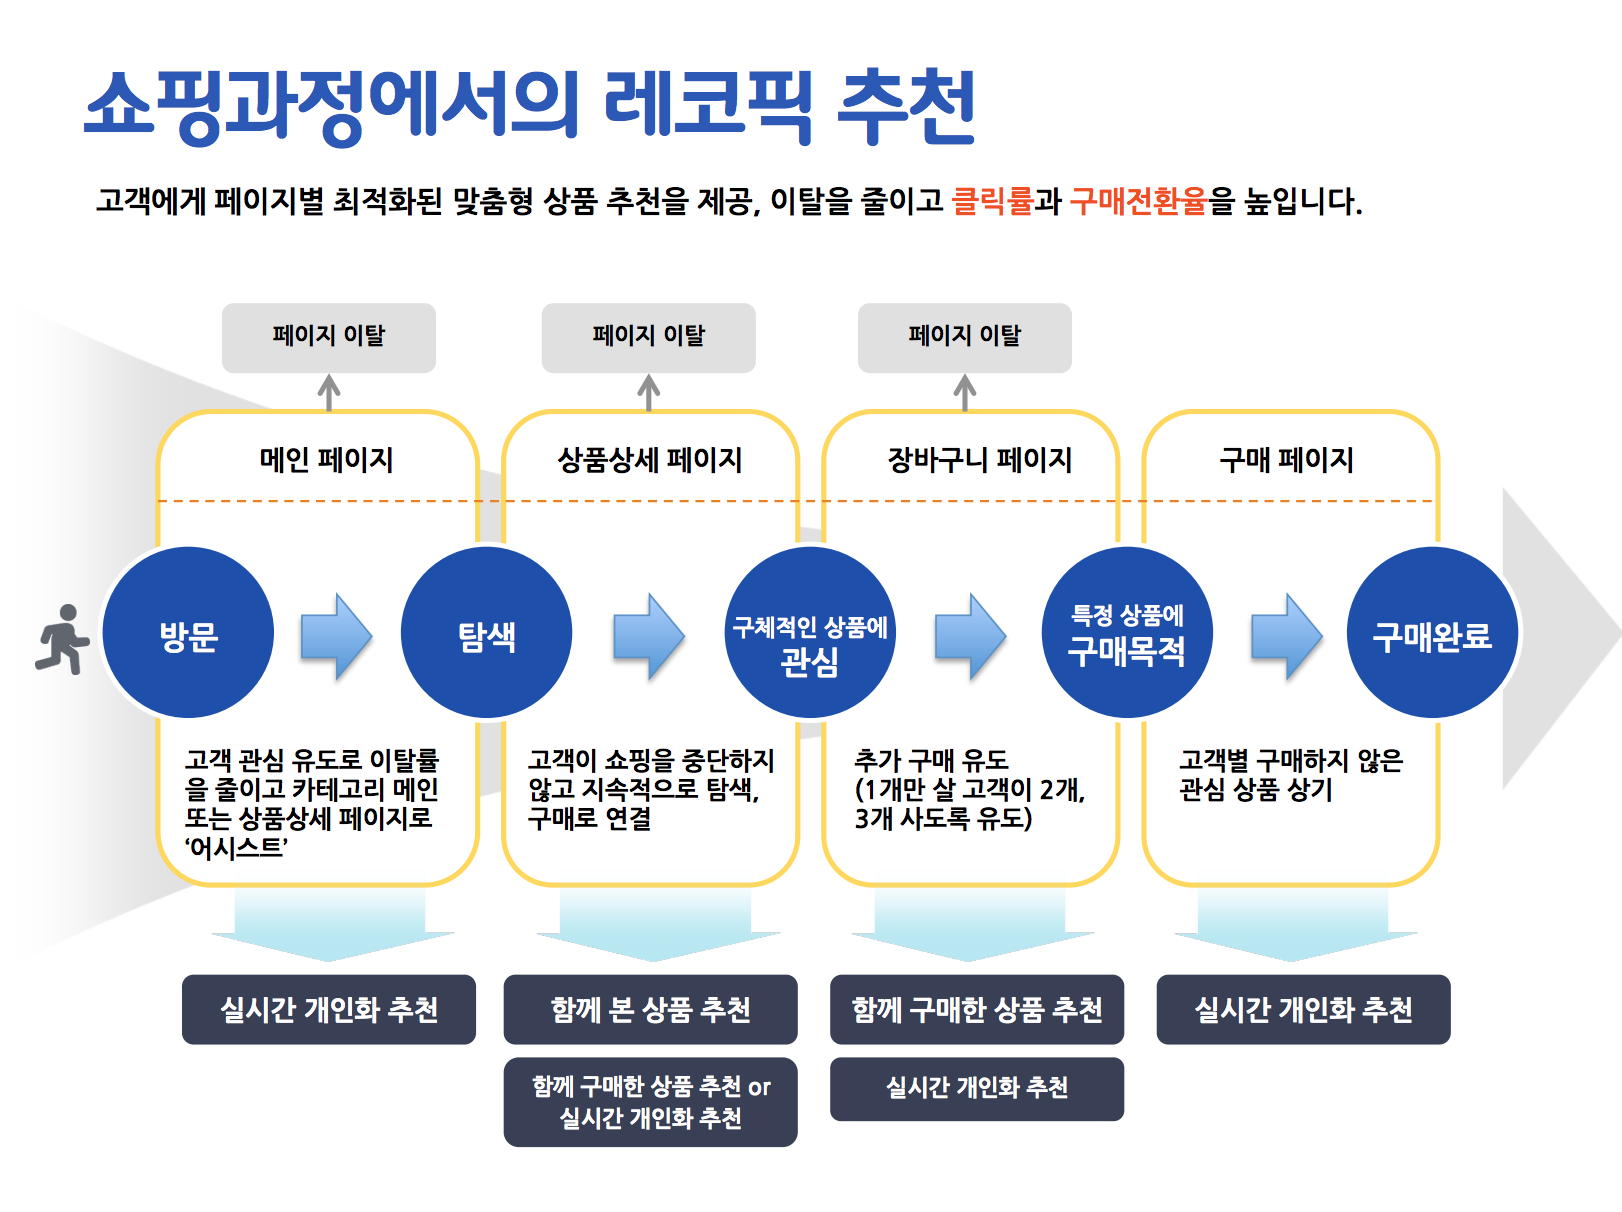 쇼핑과정에서의 레코픽 추천
고객에게 페이지별 최적화된 맞춤형 상품 추천을 제공, 이탈을 줄이고 클릭률과 구매전환율을 높입니다.
페이지 이탈
페이지 이탈
페이지 이탈
메인 페이지
상품상세 페이지
장바구니 페이지
구매 페이지
방문
탐색
구체적인 상품에
관심
특정 상품에
구매목적
구매완료
고객 관심 유도로 이탈률
을 줄이고 카테고리 메인
또는 상품상세 페이지로
‘어시스트’
고객이 쇼핑을 중단하지
않고 지속적으로 탐색,
구매로 연결
추가 구매 유도
(1개만 살 고객이 2개,
3개 사도록 유도)
고객별 구매하지 않은
관심 상품 상기
실시간 개인화 추천
함께 본 상품 추천
함께 구매한 상품 추천
실시간 개인화 추천
함께 구매한 상품 추천 or
실시간 개인화 추천
실시간 개인화 추천